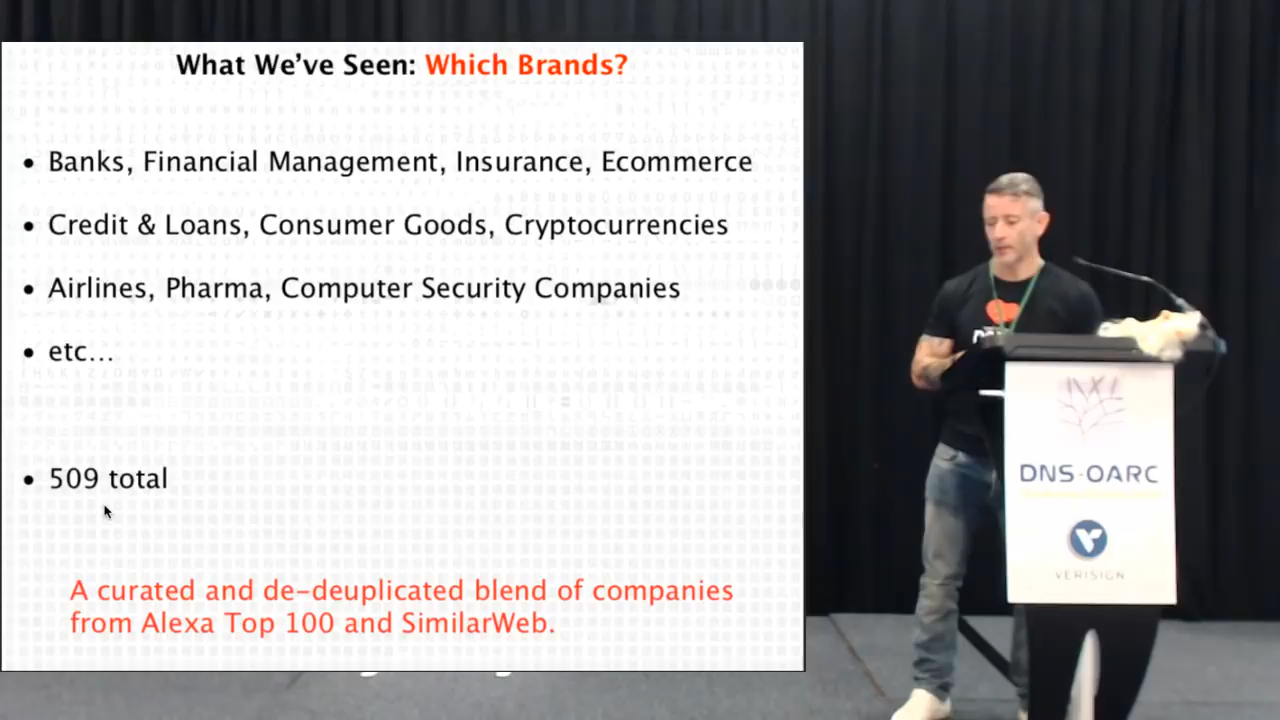 What We've Seen: Which Brands?
• Banks, Financial Management, Insurance, Ecommerce
• Credit & Loans, Consumer Goods, Cryptocurrencies
• Airlines, Pharma, Computer Security Companies
• etc...
• 509 total
A curated and de-deuplicated blend of companies
from Alexa Top 100 and SimilarWeb.
DNS-OARC
VERISIGN